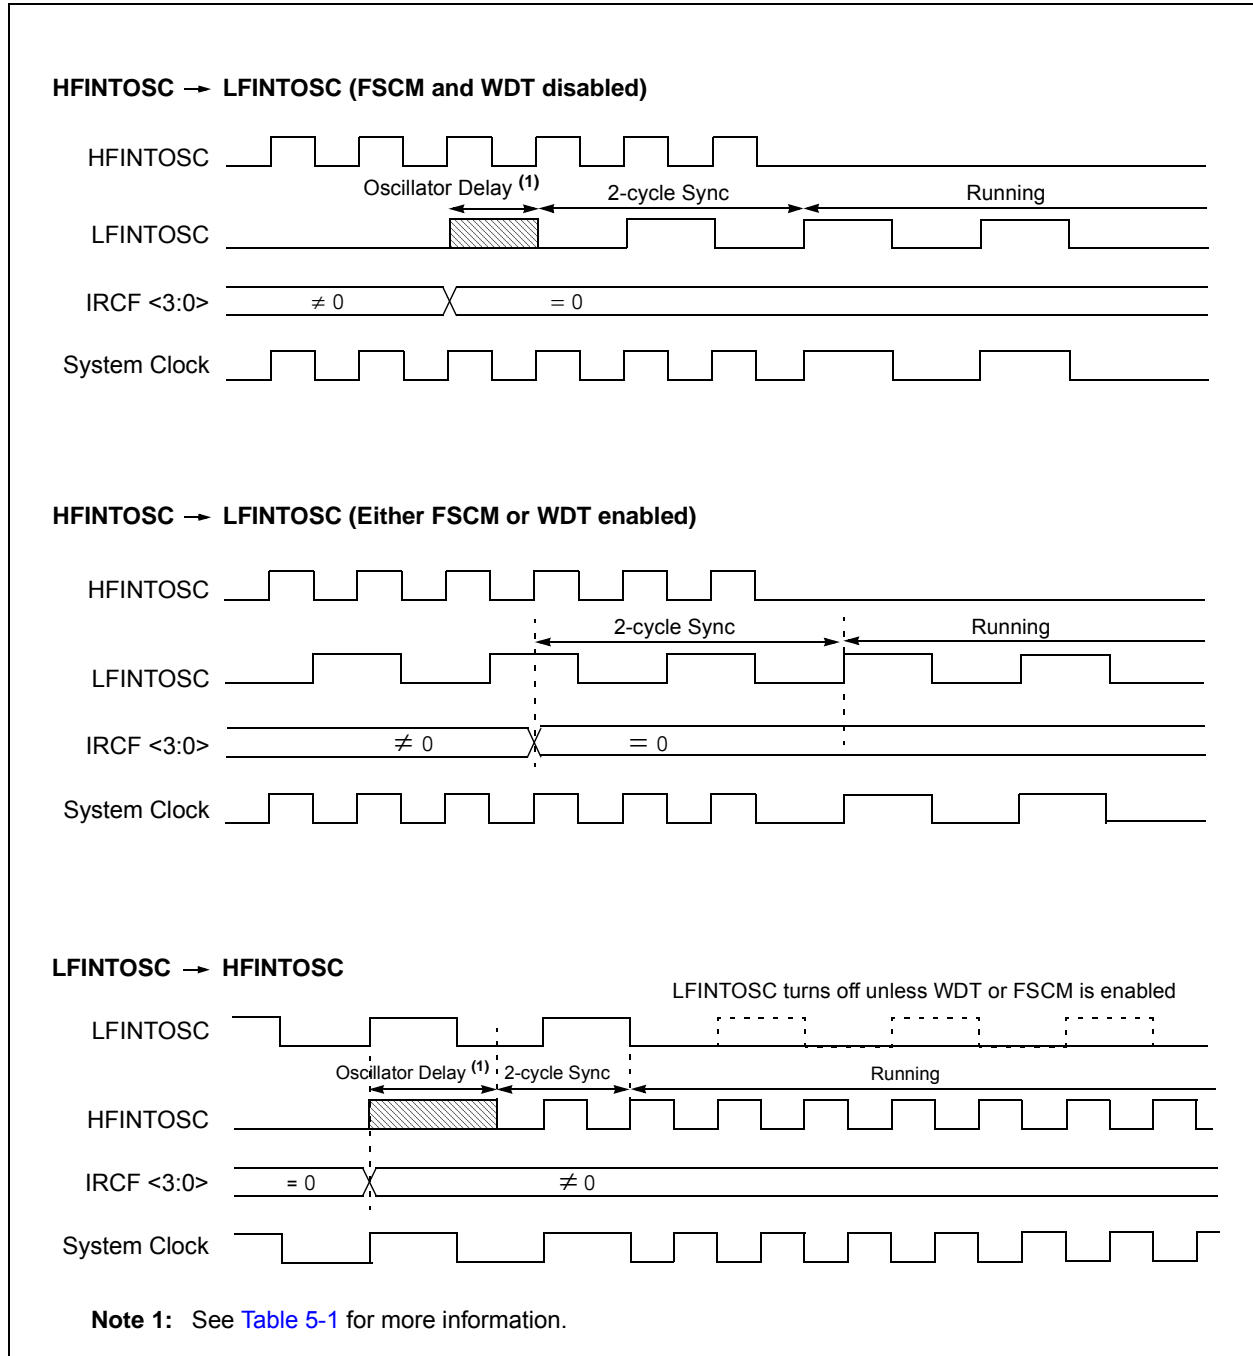 HFINTOSC → LFINTOSC (FSCM and WDT disabled)
HFINTOSC
Oscillator Delay (1) 2-cycle Sync Running
LFINTOSC
IRCF <3:0> ≠ 0 = 0
System Clock
HFINTOSC → LFINTOSC (Either FSCM or WDT enabled)
HFINTOSC
2-cycle Sync Running
LFINTOSC
IRCF <3:0> ≠ 0 = 0
System Clock
LFINTOSC → HFINTOSC
LFINTOSC turns off unless WDT or FSCM is enabled
LFINTOSC
Oscillator Delay (1) 2-cycle Sync Running
HFINTOSC
IRCF <3:0> = 0 ≠ 0
System Clock
Note 1: See Table 5-1 for more information.